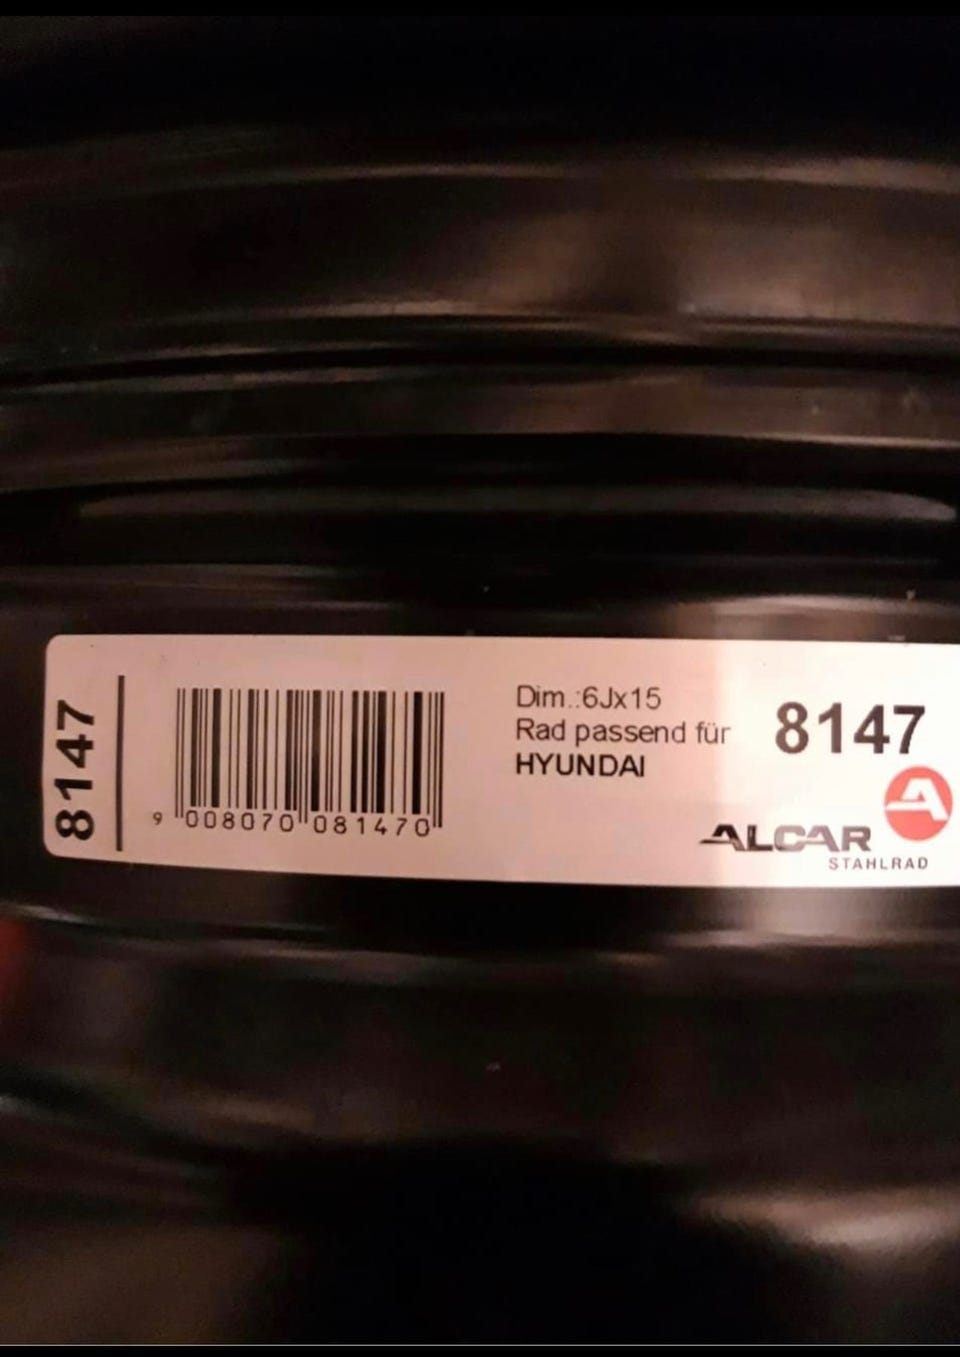 8147
9 008070 081470
Dim.:6Jx15
Rad passend für
HYUNDAI
8147
ALCAR
STAHLRAD